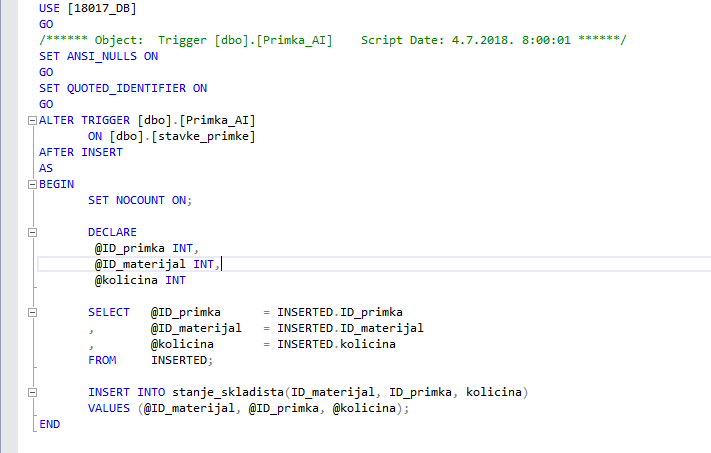 USE [18017_DB]
GO
/****** Object:  Trigger [dbo].[Primka_AI]    Script Date: 4.7.2018. 8:00:01 ******/
SET ANSI_NULLS ON
GO
SET QUOTED_IDENTIFIER ON
GO
ALTER TRIGGER [dbo].[Primka_AI]
ON [dbo].[stavke_primke]
AFTER INSERT
AS
BEGIN
SET NOCOUNT ON;
DECLARE
@ID_primka INT,
@ID_materijal INT,
@kolicina INT
SELECT @ID_primka = INSERTED.ID_primka
, @ID_materijal = INSERTED.ID_materijal
, @kolicina = INSERTED.kolicina
FROM INSERTED;
INSERT INTO stanje_skladista(ID_materijal, ID_primka, kolicina)
VALUES (@ID_materijal, @ID_primka, @kolicina);
END